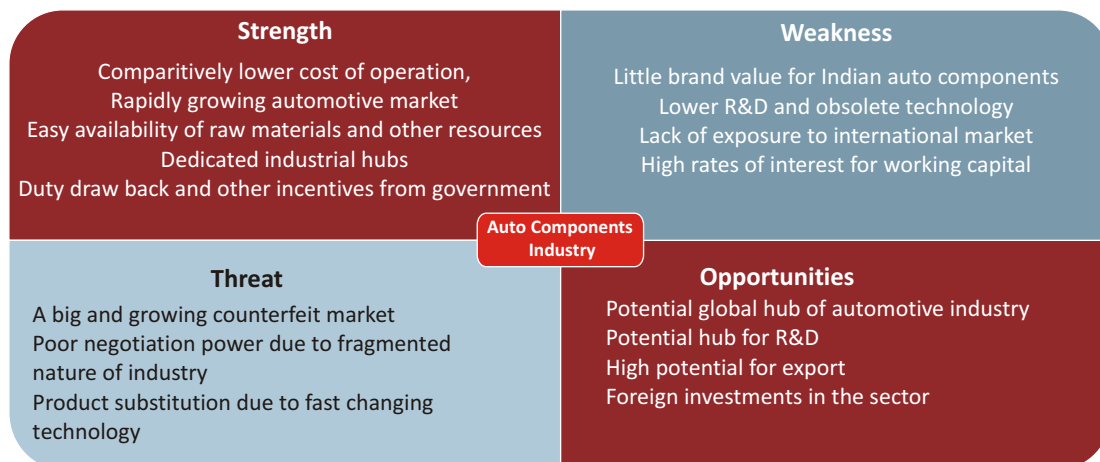 Strength
Comparitively lower cost of operation,
Rapidly growing automotive market
Easy availability of raw materials and other resources
Dedicated industrial hubs
Duty draw back and other incentives from government
Weakness
Little brand value for Indian auto components
Lower R&D and obsolete technology
Lack of exposure to international market
High rates of interest for working capital
Auto Components
Industry
Threat
A big and growing counterfeit market
Poor negotiation power due to fragmented
nature of industry
Product substitution due to fast changing
technology
Opportunities
Potential global hub of automotive industry
Potential hub for R&D
High potential for export
Foreign investments in the sector